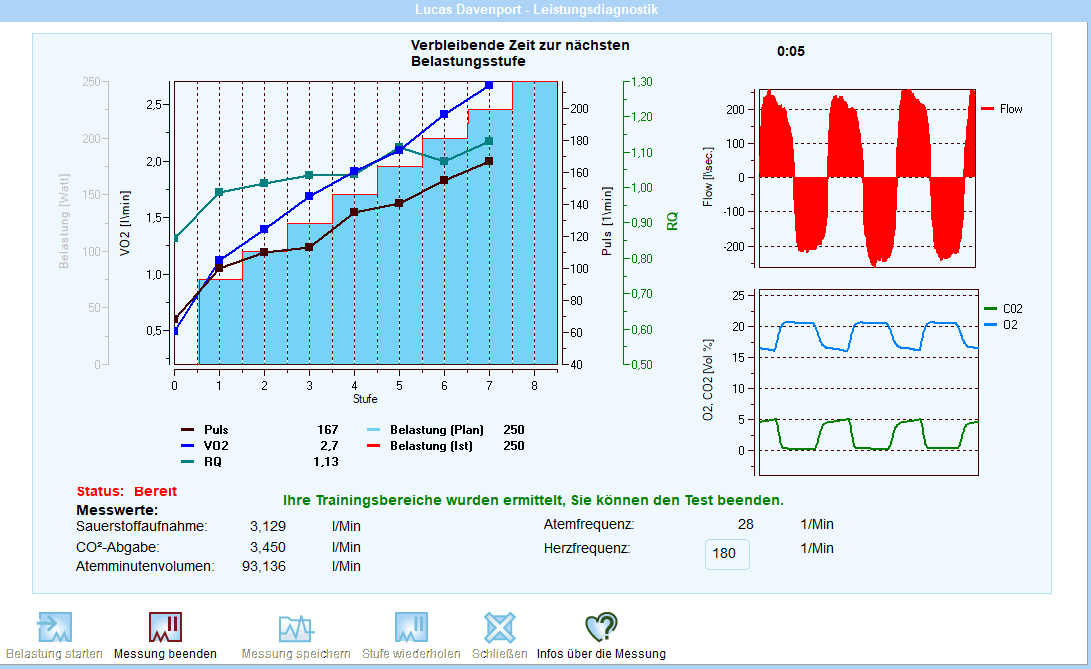 Lucas Davenport - Leistungsdiagnostik
Verbleibende Zeit zur nächsten
Belastungsstufe
0:05
250
200
150
100
50
0
Belastung [Watt]
2,5
2,0
1,5
1,0
0,5
VO2 [l\min]
0 1 2 3 4 5 6 7 8
Stufe
200
180
160
140
120
100
80
60
40
Puls [1\min]
1,30
1,20
1,10
1,00
0,90
0,80
0,70
0,60
0,50
RQ
200
100
0
-100
-200
Flow [l\sec.]
Flow
25
20
15
10
5
0
O2, CO2 [Vol %]
CO2
O2
Puls 167 Belastung (Plan) 250
VO2 2,7 Belastung (Ist) 250
RQ 1,13
Status: Bereit
Ihre Trainingsbereiche wurden ermittelt, Sie können den Test beenden.
Messwerte:
Sauerstoffaufnahme: 3,129 l/Min
CO²-Abgabe: 3,450 l/Min
Atemminutenvolumen: 93,136 l/Min
Atemfrequenz: 28 1/Min
Herzfrequenz: 180 1/Min
Belastung starten Messung beenden Messung speichern Stufe wiederholen Schließen Infos über die Messung